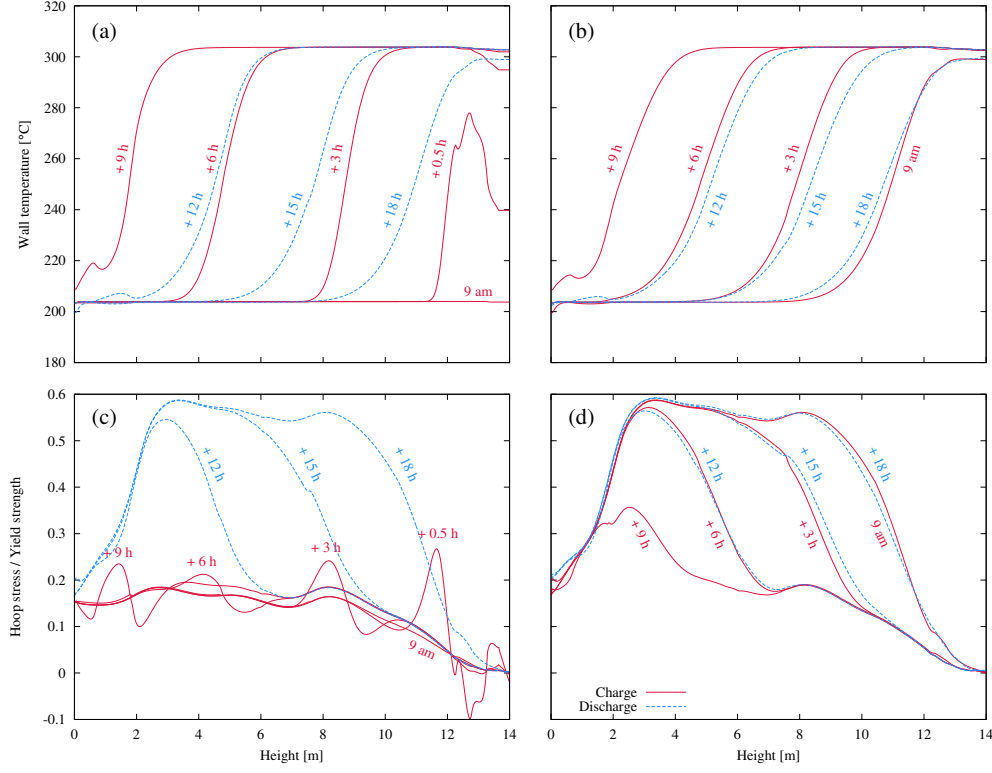 (a)
(b)
Wall temperature [°C]
320
300
280
260
240
220
200
180
+ 9 h
+ 6 h
+ 3 h
+ 0.5 h
+ 12 h
+ 15 h
+ 18 h
9 am
+ 9 h
+ 6 h
+ 3 h
9 am
+ 12 h
+ 15 h
+ 18 h
(c)
(d)
Hoop stress / Yield strength
0.6
0.5
0.4
0.3
0.2
0.1
0
-0.1
+ 12 h
+ 15 h
+ 18 h
+ 9 h
+ 6 h
+ 3 h
+ 0.5 h
9 am
+ 12 h
+ 15 h
+ 18 h
+ 9 h
+ 6 h
+ 3 h
9 am
Charge
Discharge
0 2 4 6 8 10 12 14
0 2 4 6 8 10 12 14
Height [m]
Height [m]